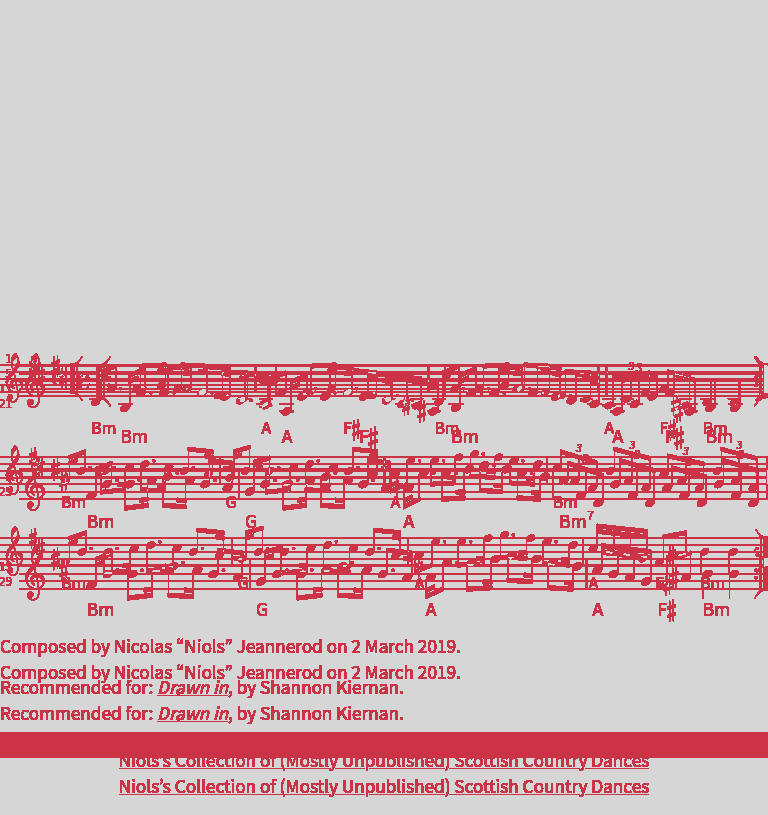 1
5
21
Bm A F# Bm A F# Bm
Bm A F# Bm A F# Bm
3 3 3 3
Bm G A Bm
29
Bm G A Bm7
Bm G A A F# Bm
29
Bm G A A F# Bm
Composed by Nicolas “Niols” Jeannerod on 2 March 2019.
Composed by Nicolas “Niols” Jeannerod on 2 March 2019.
Recommended for: Drawn in, by Shannon Kiernan.
Recommended for: Drawn in, by Shannon Kiernan.
Niols’s Collection of (Mostly Unpublished) Scottish Country Dances
Niols’s Collection of (Mostly Unpublished) Scottish Country Dances